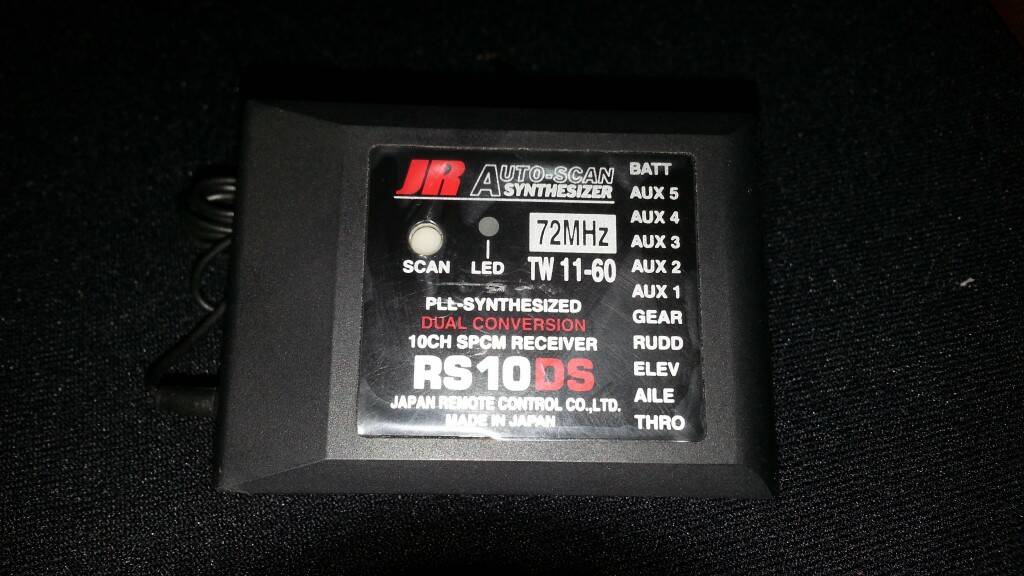 JR AUTO-SCAN
SYNTHESIZER
72MHz
SCAN LED TW 11-60
PLL-SYNTHESIZED
DUAL CONVERSION
10CH SPCM RECEIVER
RS10DS
JAPAN REMOTE CONTROL CO.,LTD.
MADE IN JAPAN
BATT
AUX 5
AUX 4
AUX 3
AUX 2
AUX 1
GEAR
RUDD
ELEV
AILE
THRO